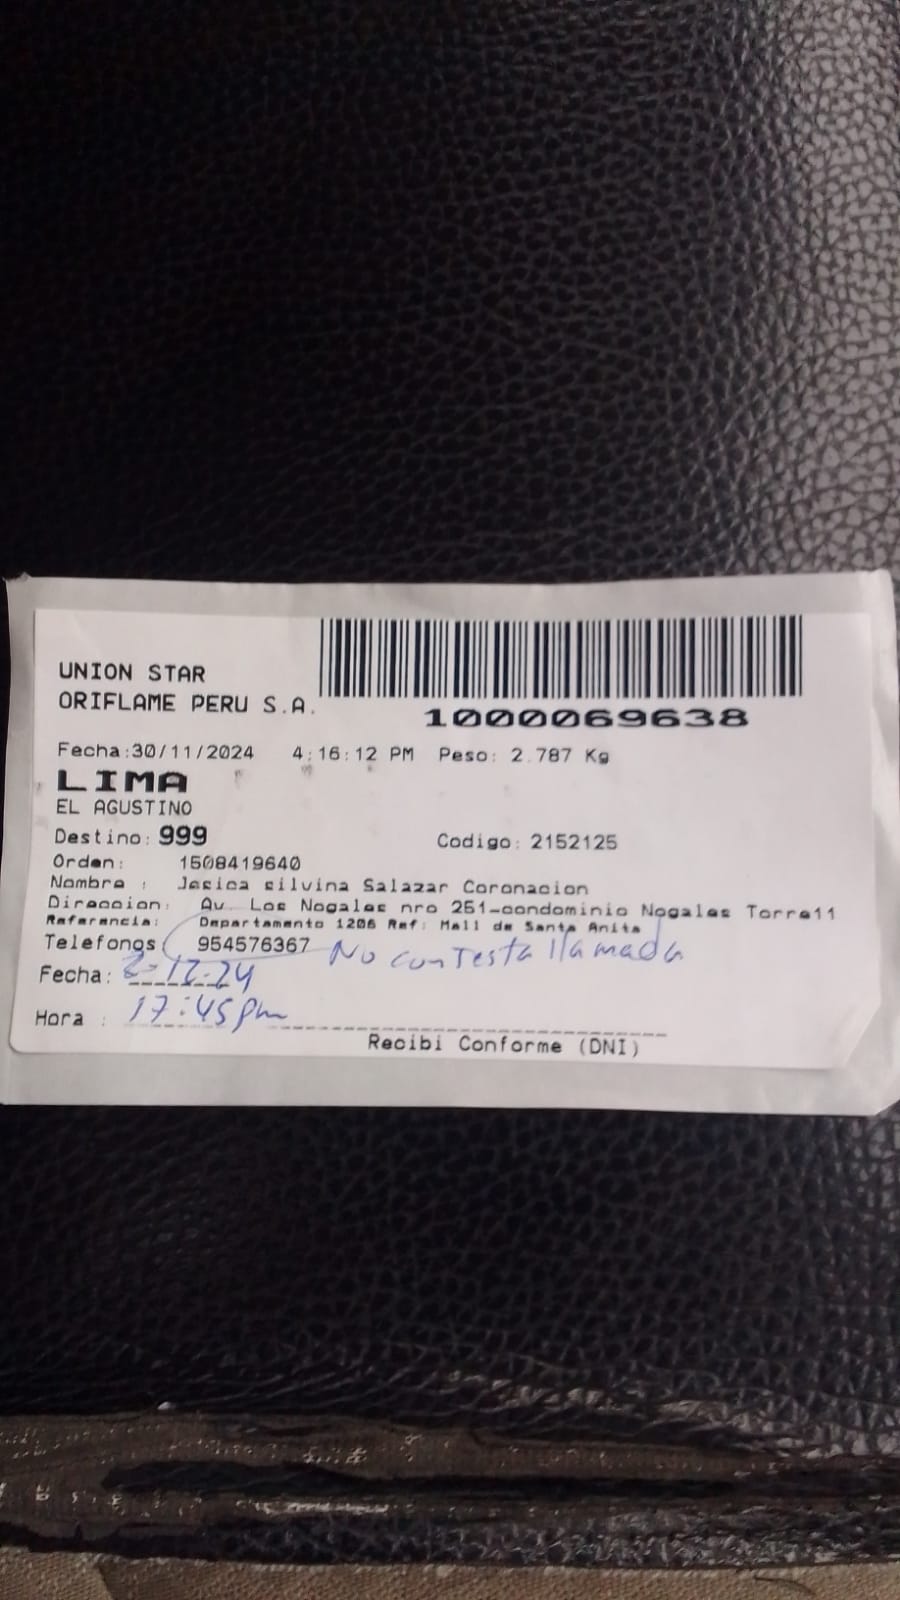 UNION STAR
ORIFLAME PERU S.A.
1000069638
Fecha:30/11/2024 4:16:12 PM Peso: 2.787 Kg
LIMA
EL AGUSTINO
Destino: 999 Codigo: 2152125
Orden: 1508419640
Nombre : Jesica silvina Salazar Coronacion
Direccion: Av. Los Nogales nro 251-condominio Nogales Torre11
Referencia: Departamento 1206 Ref: Mall de Santa Anita
Telefonos 954576367 No contesta llamada
Fecha: 2-12-24
Hora : 17:45 pm
Recibi Conforme (DNI)